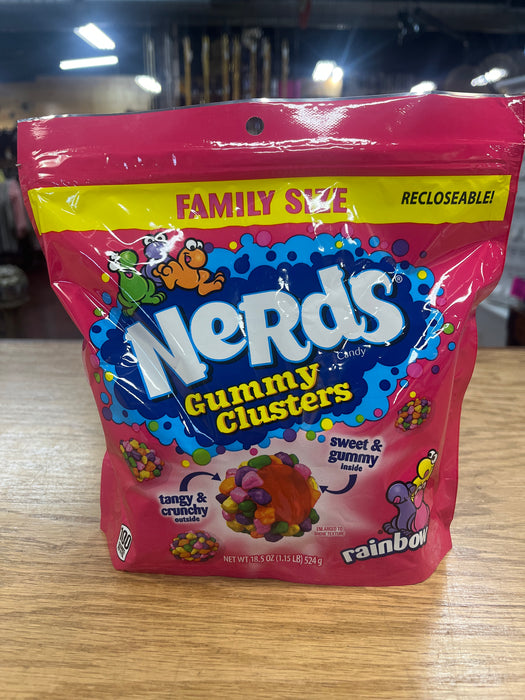 FAMILY SIZE
RECLOSEABLE!
NeRdS®
Candy
Gummy
Clusters
sweet &
gummy
inside
tangy &
crunchy
outside
ENLARGED TO
SHOW TEXTURE
rainbow
NET WT 18.5 OZ (1.15 LB) 524g